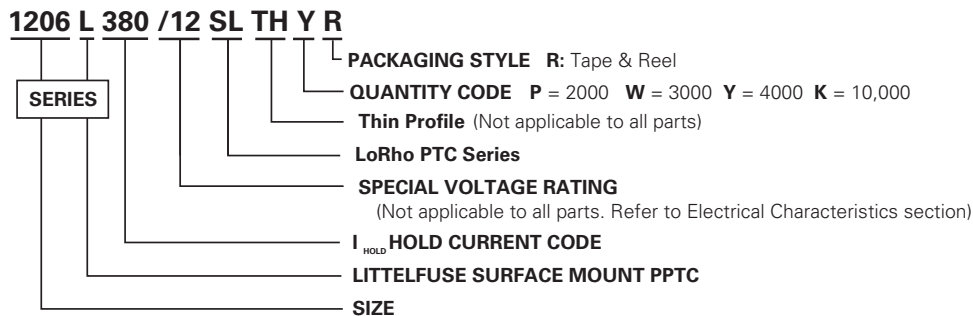 1206 L 380 /12 SL TH Y R
PACKAGING STYLE R: Tape & Reel
QUANTITY CODE P = 2000 W = 3000 Y = 4000 K = 10,000
SERIES
Thin Profile (Not applicable to all parts)
LoRho PTC Series
SPECIAL VOLTAGE RATING
(Not applicable to all parts. Refer to Electrical Characteristics section)
I HOLD HOLD CURRENT CODE
LITTELFUSE SURFACE MOUNT PPTC
SIZE